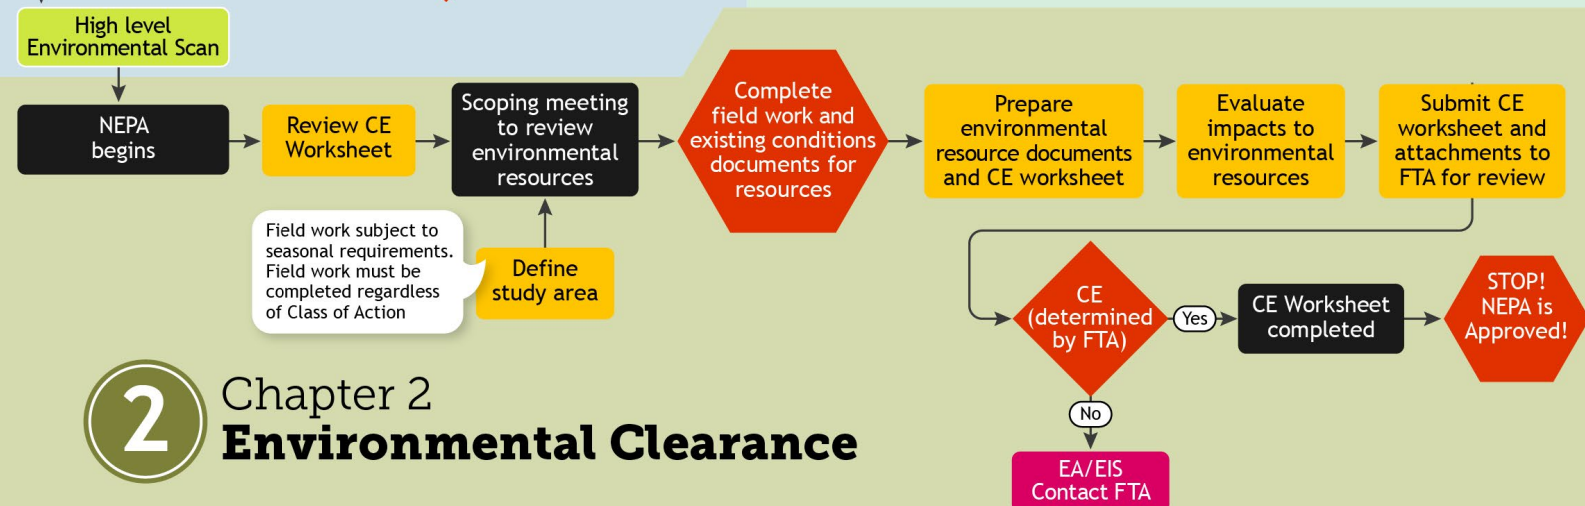 High level
Environmental Scan
NEPA
begins
Review CE
Worksheet
Scoping meeting
to review
environmental
resources
Complete
field work and
existing conditions
documents for
resources
Prepare
environmental
resource documents
and CE worksheet
Evaluate
impacts to
environmental
resources
Submit CE
worksheet and
attachments to
FTA for review
Field work subject to
seasonal requirements.
Field work must be
completed regardless
of Class of Action
Define
study area
CE
(determined
by FTA)
Yes
CE Worksheet
completed
STOP!
NEPA is
Approved!
No
EA/EIS
Contact FTA
2
Chapter 2
Environmental Clearance